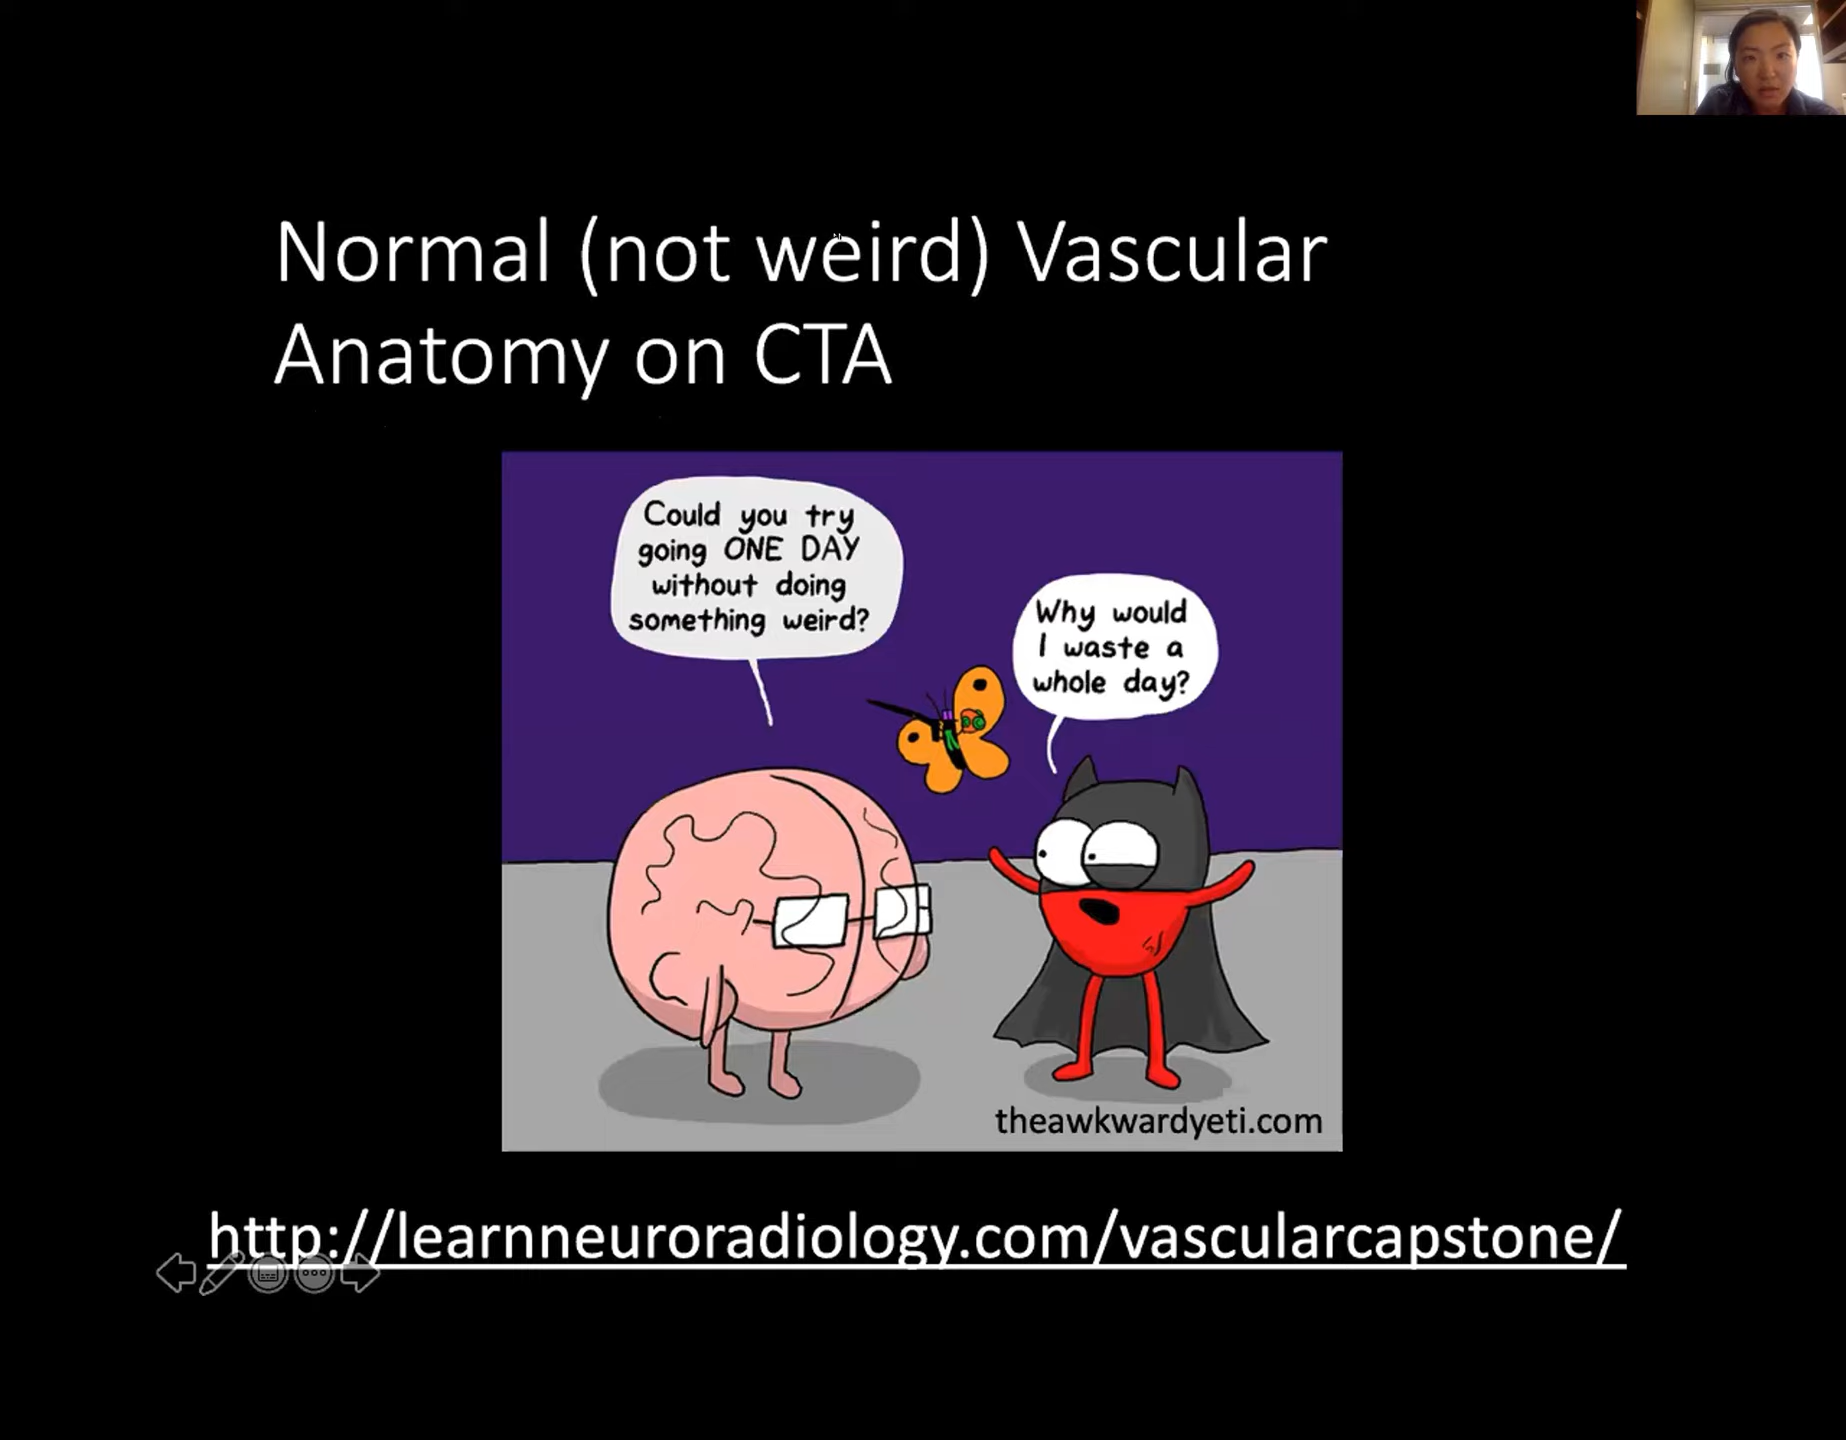 Normal (not weird) Vascular
Anatomy on CTA
Could you try
going ONE DAY
without doing
something weird?
Why would
I waste a
whole day?
theawkwardyeti.com
http://learnneuroradiology.com/vascularcapstone/